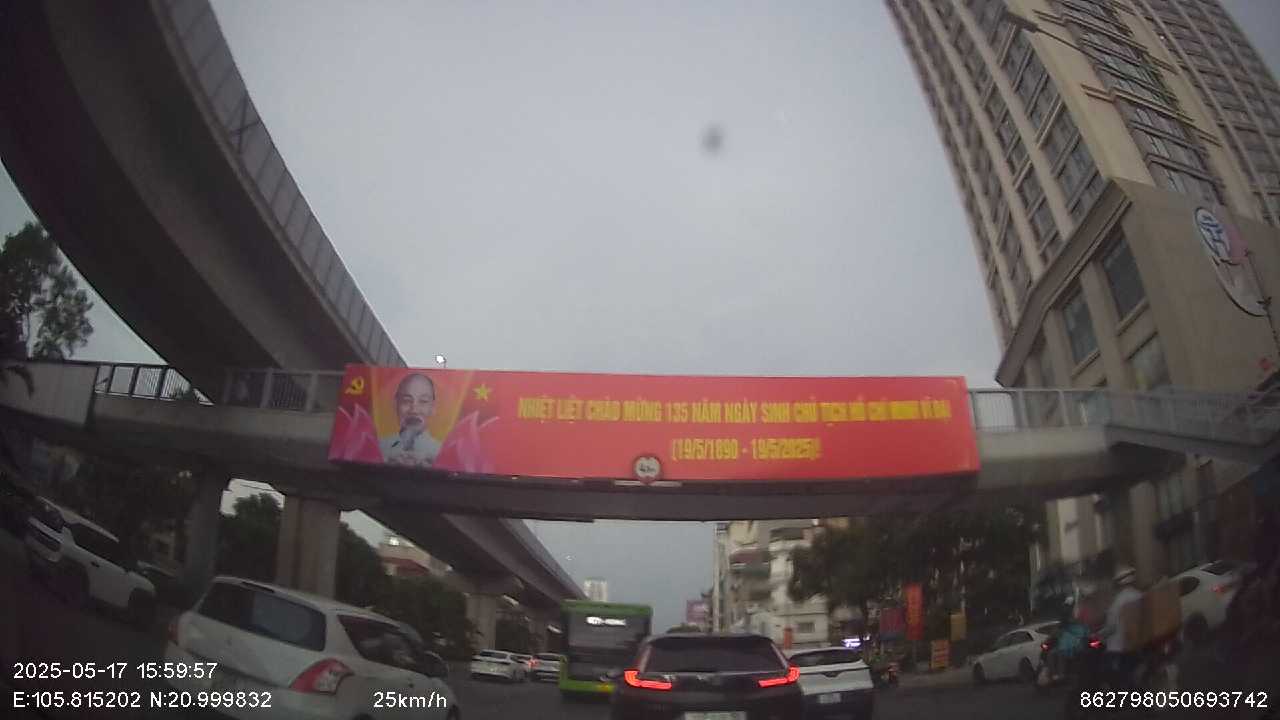 NHIỆT LIỆT CHÀO MỪNG 135 NĂM NGÀY SINH CHỦ TỊCH HỒ CHÍ MINH VĨ ĐẠI
(19/5/1890 - 19/5/2025)!
2025-05-17 15:59:57
E:105.815202 N:20.999832
25km/h
862798050693742